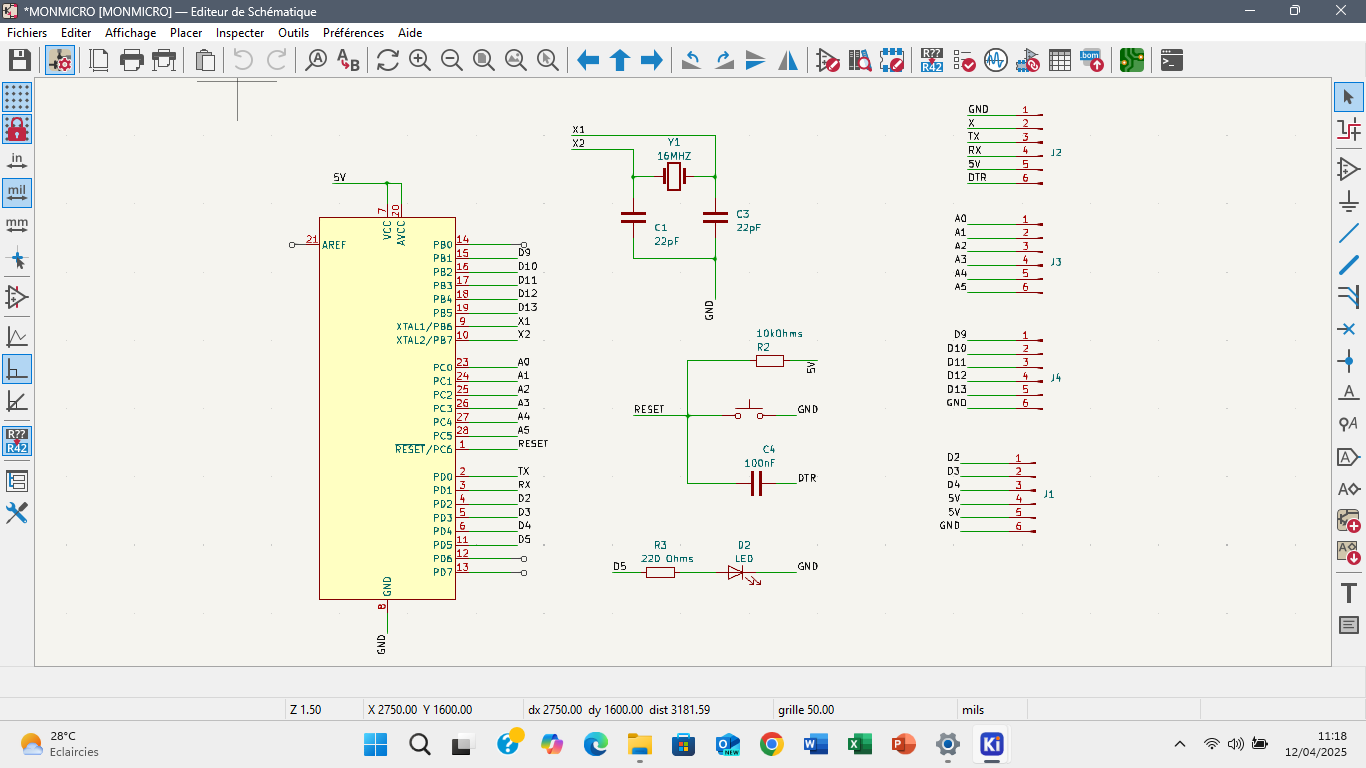 *MONMICRO [MONMICRO] — Editeur de Schématique
Fichiers Editer Affichage Placer Inspecter Outils Préférences Aide
A B
R??
R42
bom
in
mil
mm
R??
R42
5V
7
20
VCC
AVCC
21
AREF
PB0 14
PB1 15 D9
PB2 16 D10
PB3 17 D11
PB4 18 D12
PB5 19 D13
XTAL1/PB6 9 X1
XTAL2/PB7 10 X2
PC0 23 A0
PC1 24 A1
PC2 25 A2
PC3 26 A3
PC4 27 A4
PC5 28 A5
RESET/PC6 1 RESET
PD0 2 TX
PD1 3 RX
PD2 4 D2
PD3 5 D3
PD4 6 D4
PD5 11 D5
PD6 12
PD7 13
GND
8
GND
X1
X2
Y1
16MHZ
C1
22pF
C3
22pF
GND
10kOhms
R2
5V
RESET
GND
C4
100nF
DTR
R3
220 Ohms
D5
D2
LED
GND
GND 1
X 2
TX 3
RX 4
5V 5
DTR 6
J2
A0 1
A1 2
A2 3
A3 4
A4 5
A5 6
J3
D9 1
D10 2
D11 3
D12 4
D13 5
GND 6
J4
D2 1
D3 2
D4 3
5V 4
5V 5
GND 6
J1
A
A
A
A
T
Z 1.50
X 2750.00 Y 1600.00
dx 2750.00 dy 1600.00 dist 3181.59
grille 50.00
mils
28°C
Eclaircies
NEW
W
X
P
Ki
11:18
12/04/2025